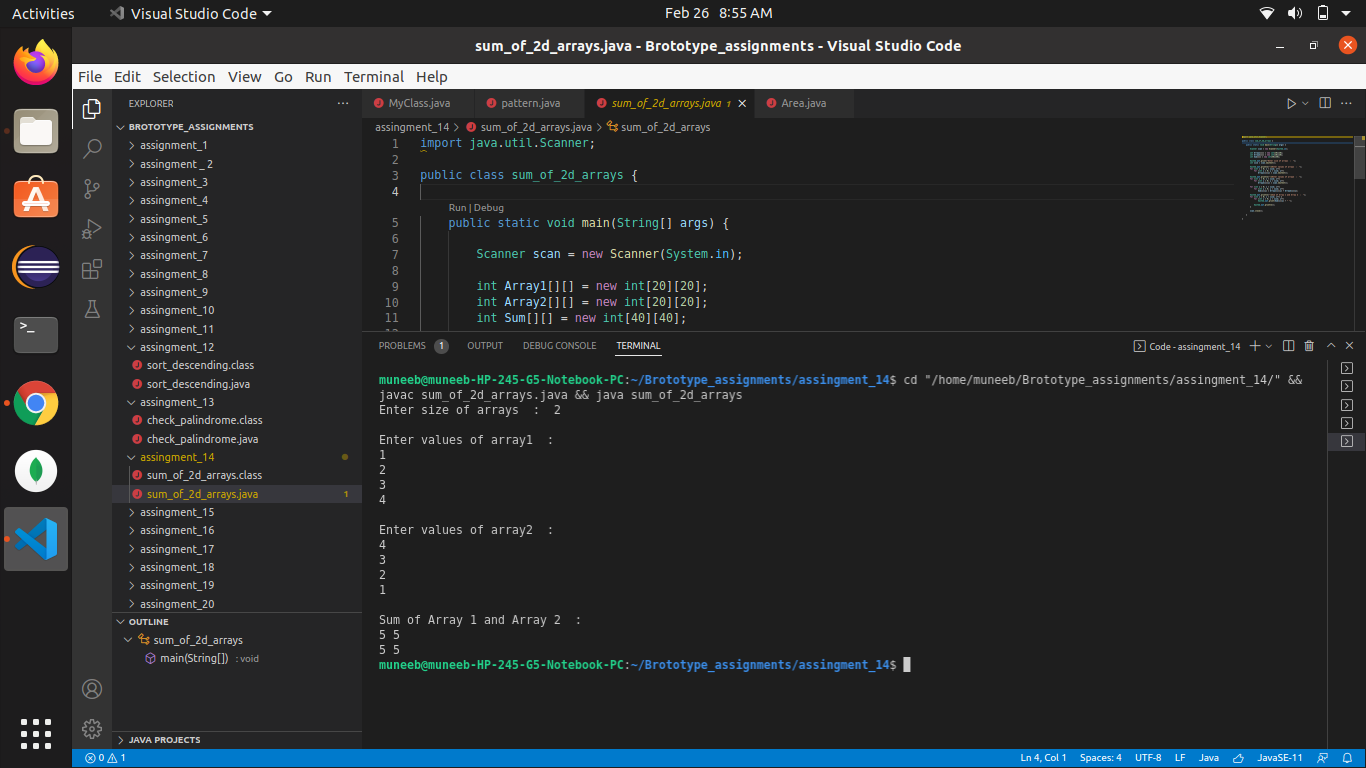 Activities Visual Studio Code Feb 26 8:55 AM
sum_of_2d_arrays.java - Brototype_assignments - Visual Studio Code
File Edit Selection View Go Run Terminal Help
EXPLORER
BROTOTYPE_ASSIGNMENTS
assignment_1
assingment _ 2
assingment_3
assingment_4
assingment_5
assingment_6
assingment_7
assingment_8
assingment_9
assingment_10
assingment_11
assingment_12
sort_descending.class
sort_descending.java
assingment_13
check_palindrome.class
check_palindrome.java
assingment_14
sum_of_2d_arrays.class
sum_of_2d_arrays.java 1
assingment_15
assingment_16
assingment_17
assingment_18
assingment_19
assingment_20
OUTLINE
sum_of_2d_arrays
main(String[]) : void
JAVA PROJECTS
MyClass.java pattern.java sum_of_2d_arrays.java 1 Area.java
assingment_14 > sum_of_2d_arrays.java > sum_of_2d_arrays
1 import java.util.Scanner;
2
3 public class sum_of_2d_arrays {
4
Run | Debug
5 public static void main(String[] args) {
6
7 Scanner scan = new Scanner(System.in);
8
9 int Array1[][] = new int[20][20];
10 int Array2[][] = new int[20][20];
11 int Sum[][] = new int[40][40];
PROBLEMS 1 OUTPUT DEBUG CONSOLE TERMINAL Code - assingment_14
muneeb@muneeb-HP-245-G5-Notebook-PC:~/Brototype_assignments/assingment_14$ cd "/home/muneeb/Brototype_assignments/assingment_14/" &&
javac sum_of_2d_arrays.java && java sum_of_2d_arrays
Enter size of arrays : 2
Enter values of array1 :
1
2
3
4
Enter values of array2 :
4
3
2
1
Sum of Array 1 and Array 2 :
5 5
5 5
muneeb@muneeb-HP-245-G5-Notebook-PC:~/Brototype_assignments/assingment_14$
0 1 Ln 4, Col 1 Spaces: 4 UTF-8 LF Java JavaSE-11